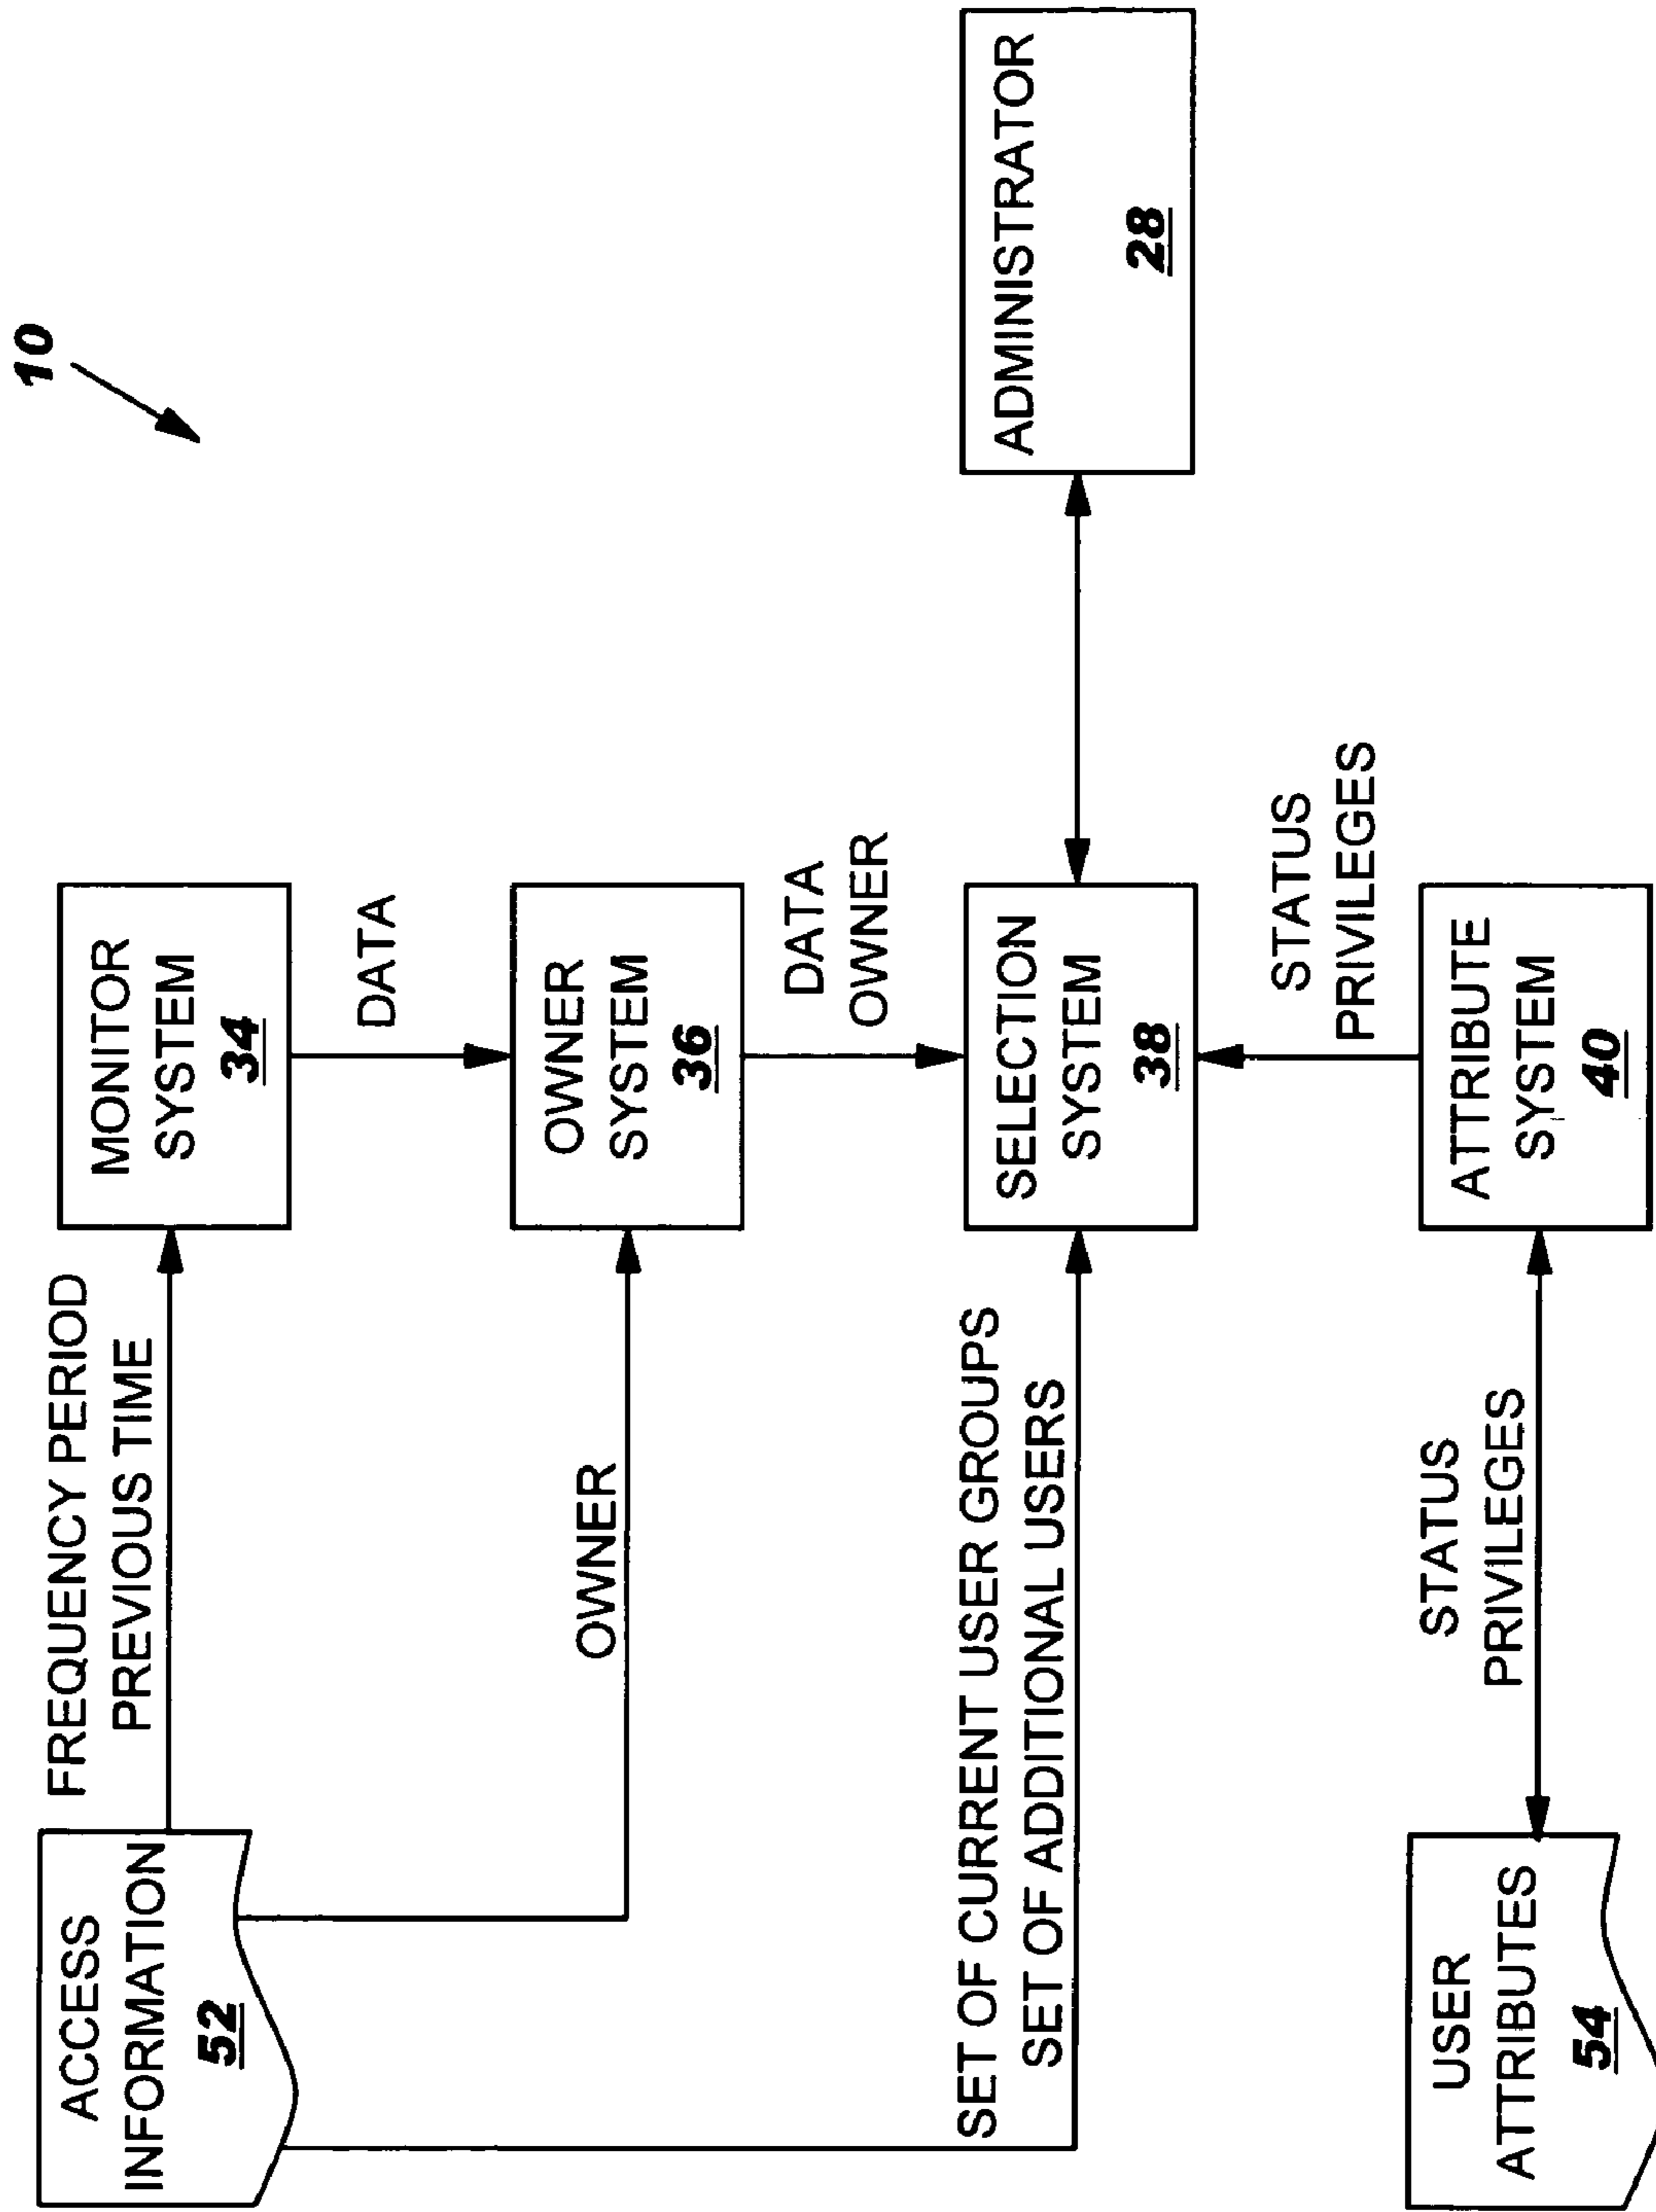 10
ACCESS
INFORMATION
52
FREQUENCY PERIOD
PREVIOUS TIME
MONITOR
SYSTEM
34
DATA
OWNER
OWNER
SYSTEM
36
DATA
OWNER
SET OF CURRENT USER GROUPS
SET OF ADDITIONAL USERS
SELECTION
SYSTEM
38
ADMINISTRATOR
28
STATUS
PRIVILEGES
USER
ATTRIBUTES
54
STATUS
PRIVILEGES
ATTRIBUTE
SYSTEM
40